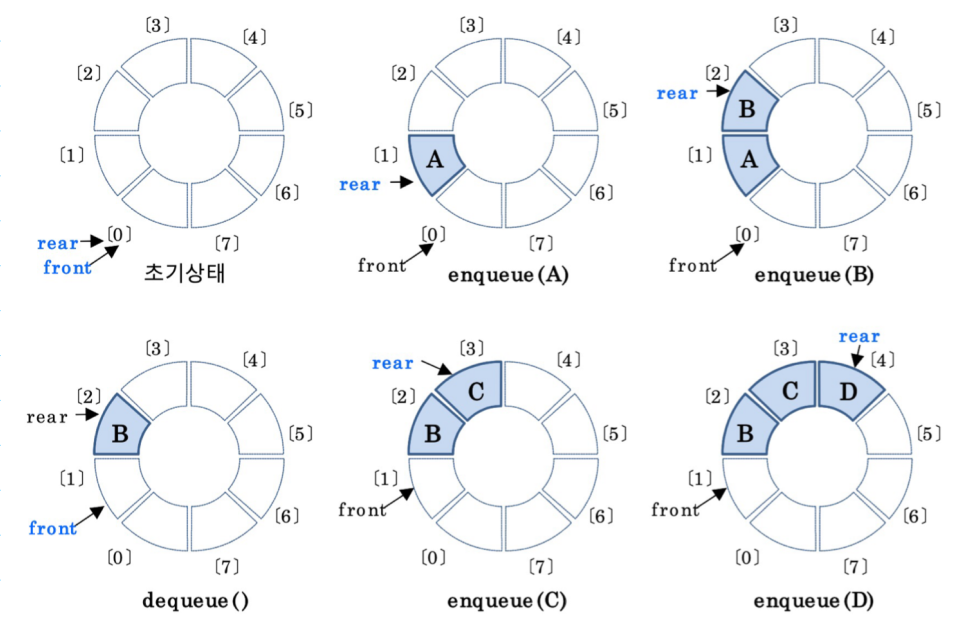 〔3〕 〔4〕
〔2〕 〔5〕
〔1〕 〔6〕
〔0〕 〔7〕
rear
front
초기상태
〔3〕 〔4〕
〔2〕 〔5〕
〔1〕 A 〔6〕
rear
〔0〕 〔7〕
front
enqueue(A)
〔3〕 〔4〕
〔2〕 〔5〕
rear B
〔1〕 A 〔6〕
〔0〕 〔7〕
front
enqueue(B)
〔3〕 〔4〕
〔2〕 〔5〕
rear B
〔1〕 〔6〕
front
〔0〕 〔7〕
dequeue()
rear 〔3〕 〔4〕
〔2〕 C 〔5〕
B
〔1〕 〔6〕
front
〔0〕 〔7〕
enqueue(C)
rear
〔3〕 〔4〕
〔2〕 C D 〔5〕
B
〔1〕 〔6〕
front
〔0〕 〔7〕
enqueue(D)